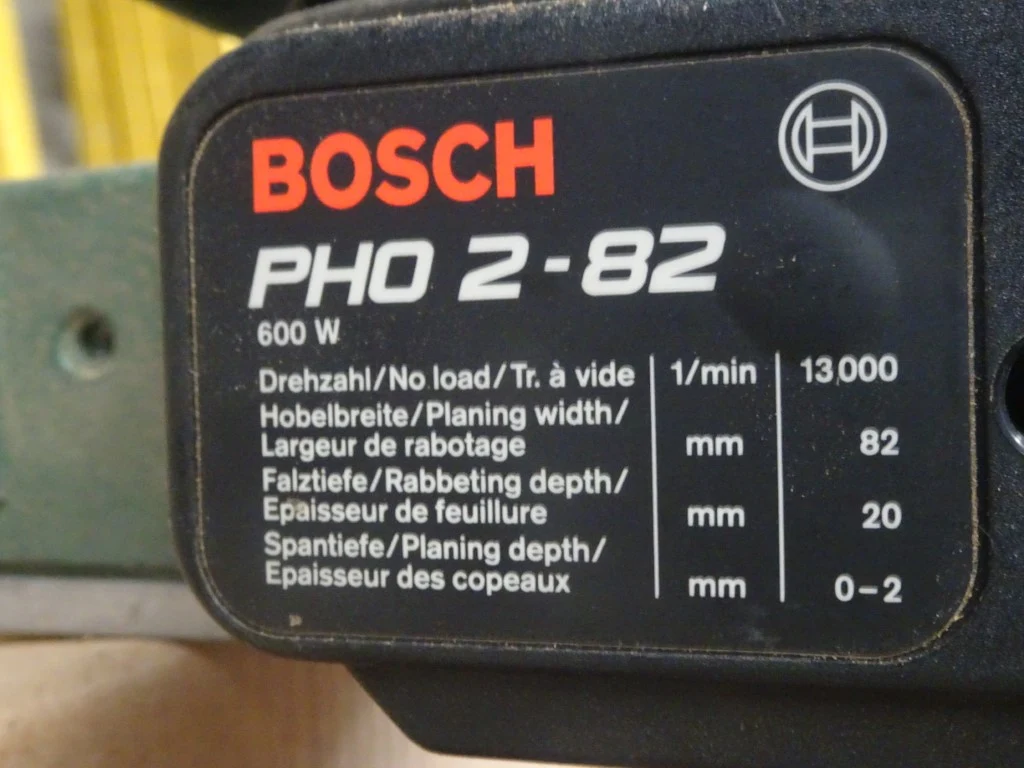 BOSCH
PHO 2-82
600 W
Drehzahl/No load/Tr. à vide 1/min 13000
Hobelbreite/Planing width/
Largeur de rabotage mm 82
Falztiefe/Rabbeting depth/
Epaisseur de feuillure mm 20
Spantiefe/Planing depth/
Epaisseur des copeaux mm 0-2